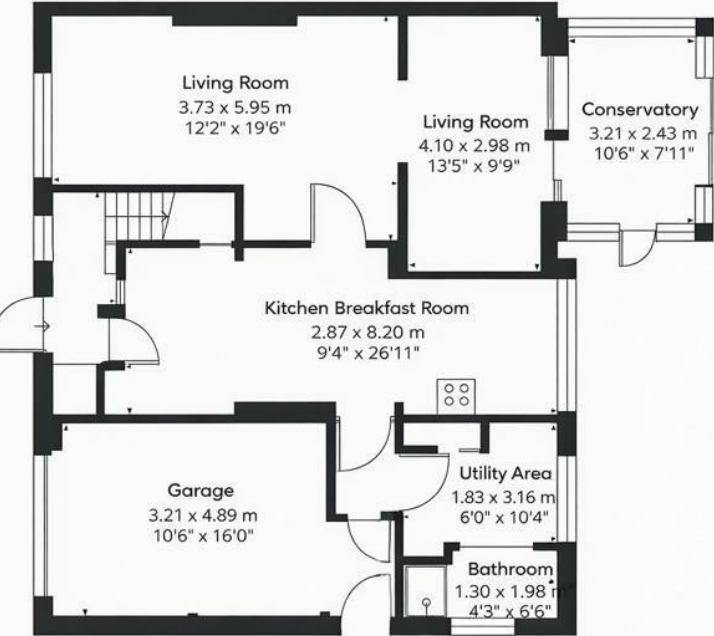 Living Room
3.73 x 5.95 m
12'2" x 19'6"
Living Room
4.10 x 2.98 m
13'5" x 9'9"
Conservatory
3.21 x 2.43 m
10'6" x 7'11"
Kitchen Breakfast Room
2.87 x 8.20 m
9'4" x 26'11"
Garage
3.21 x 4.89 m
10'6" x 16'0"
Utility Area
1.83 x 3.16 m
6'0" x 10'4"
Bathroom
1.30 x 1.98 m
4'3" x 6'6"